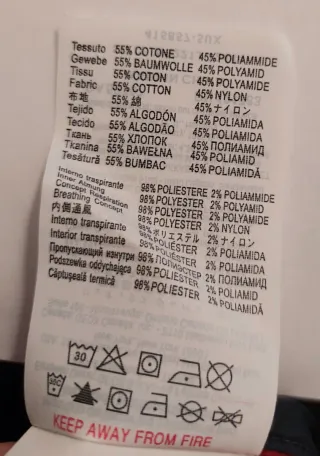 Tessuto 55% COTONE 45% POLIAMMIDE
Gewebe 55% BAUMWOLLE 45% POLYAMID
Tissu 55% COTON 45% POLYAMIDE
Fabric 55% COTTON 45% NYLON
布地 55% 綿 45% ナイロン
Tejido 55% ALGODÓN 45% POLIAMIDA
Tecido 55% ALGODÃO 45% POLIAMIDA
Ткань 55% ХЛОПОК 45% ПОЛИАМИД
Tkanina 55% BAWEŁNA 45% POLIAMID
Tesătură 55% BUMBAC 45% POLIAMIDĂ
Interno traspirante 98% POLIESTERE 2% POLIAMMIDE
Inner Atmung 98% POLYESTER 2% POLYAMID
Concept Respiration 98% POLYESTER 2% POLYAMIDE
Breathing Concept 98% POLYESTER 2% NYLON
内側通風 98% ポリエステル 2% ナイロン
Interno transpirante 98% POLIÉSTER 2% POLIAMIDA
Interior transpirante 98% POLIÉSTER 2% POLIAMIDA
Пропускающий изнутри 98% ПОЛИЭСТЕР 2% ПОЛИАМИД
Podszewka oddychająca 98% POLIESTER 2% POLIAMID
Căptușeală termică 98% POLIESTER 2% POLIAMIDĂ
30
KEEP AWAY FROM FIRE